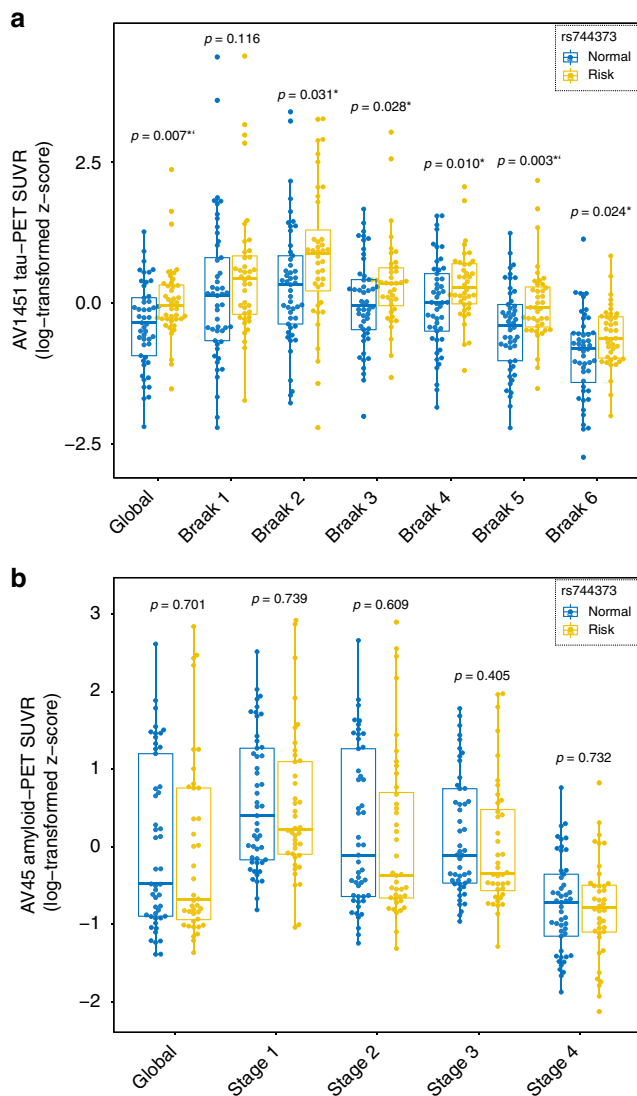 a
rs744373
Normal
Risk
p = 0.116
p = 0.031*
p = 0.028*
p = 0.007**
p = 0.010*
p = 0.003**
p = 0.024*
AV1451 tau–PET SUVR
(log–transformed z–score)
2.5
0.0
−2.5
Global
Braak 1
Braak 2
Braak 3
Braak 4
Braak 5
Braak 6
b
rs744373
Normal
Risk
p = 0.701
p = 0.739
p = 0.609
p = 0.405
p = 0.732
AV45 amyloid–PET SUVR
(log–transformed z–score)
3
2
1
0
−1
−2
Global
Stage 1
Stage 2
Stage 3
Stage 4